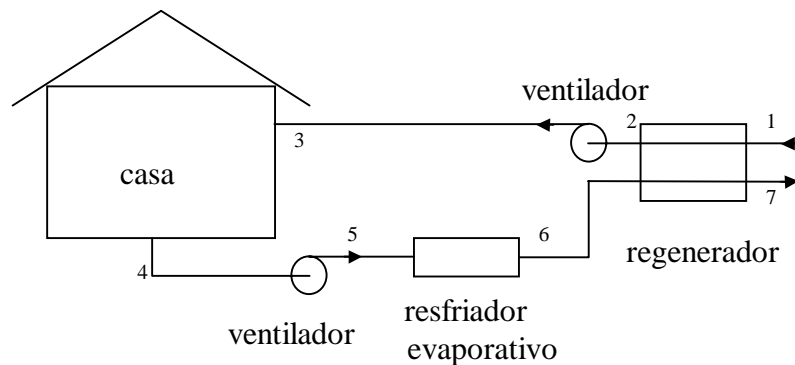 ventilador
2
1
3
casa
7
5
6
regenerador
4
ventilador
resfriador
evaporativo